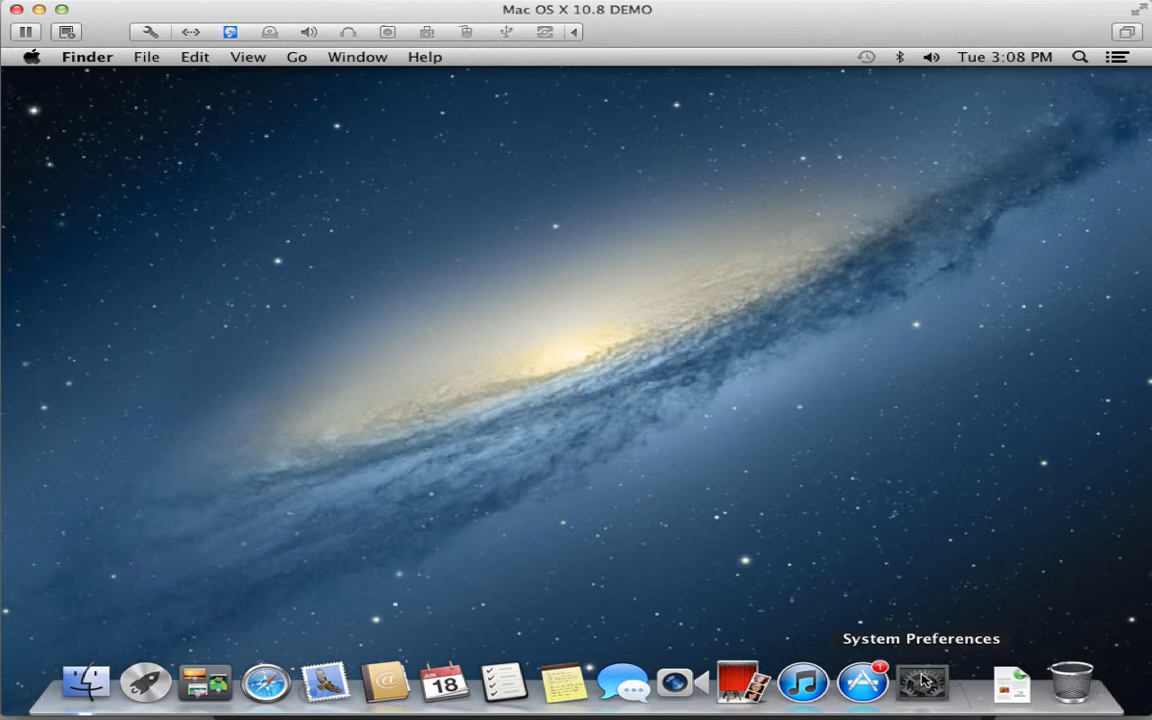 Mac OS X 10.8 DEMO
Finder File Edit View Go Window Help Tue 3:08 PM
System Preferences
JUN
18
@
1